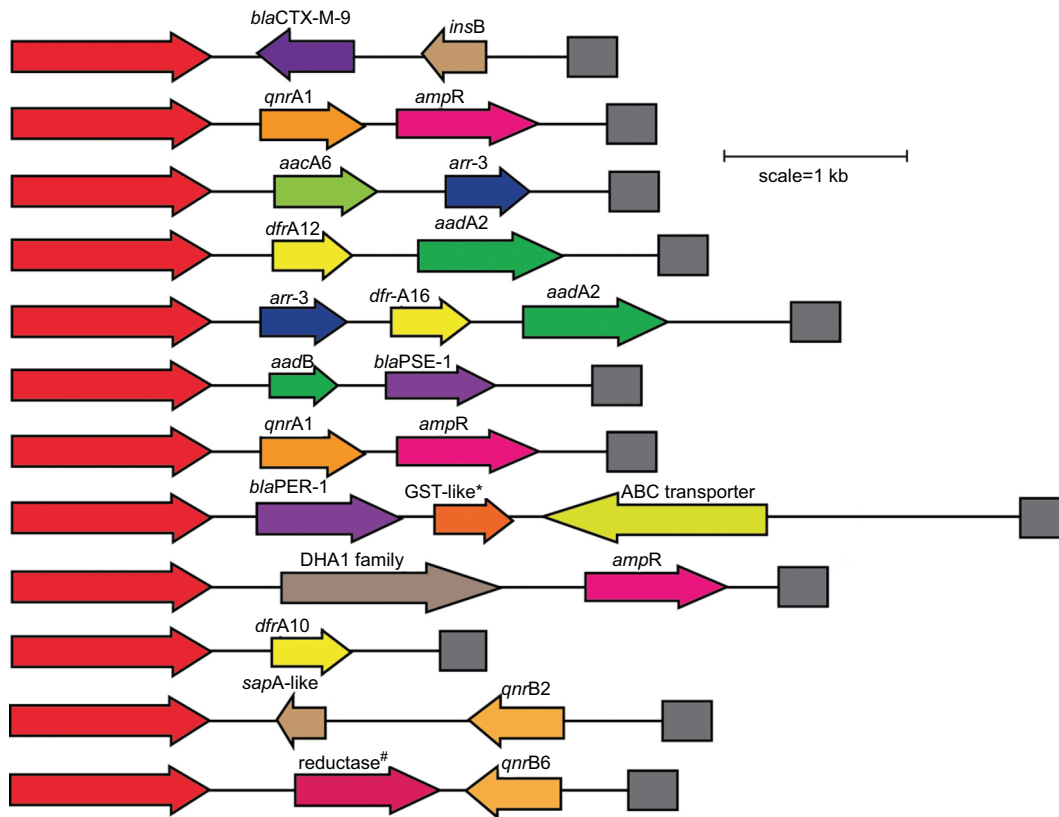 blaCTX-M-9 insB
qnrA1 ampR
scale=1 kb
aacA6 arr-3
dfrA12 aadA2
arr-3 dfr-A16 aadA2
aadB blaPSE-1
qnrA1 ampR
blaPER-1 GST-like* ABC transporter
DHA1 family ampR
dfrA10
sapA-like qnrB2
reductase# qnrB6